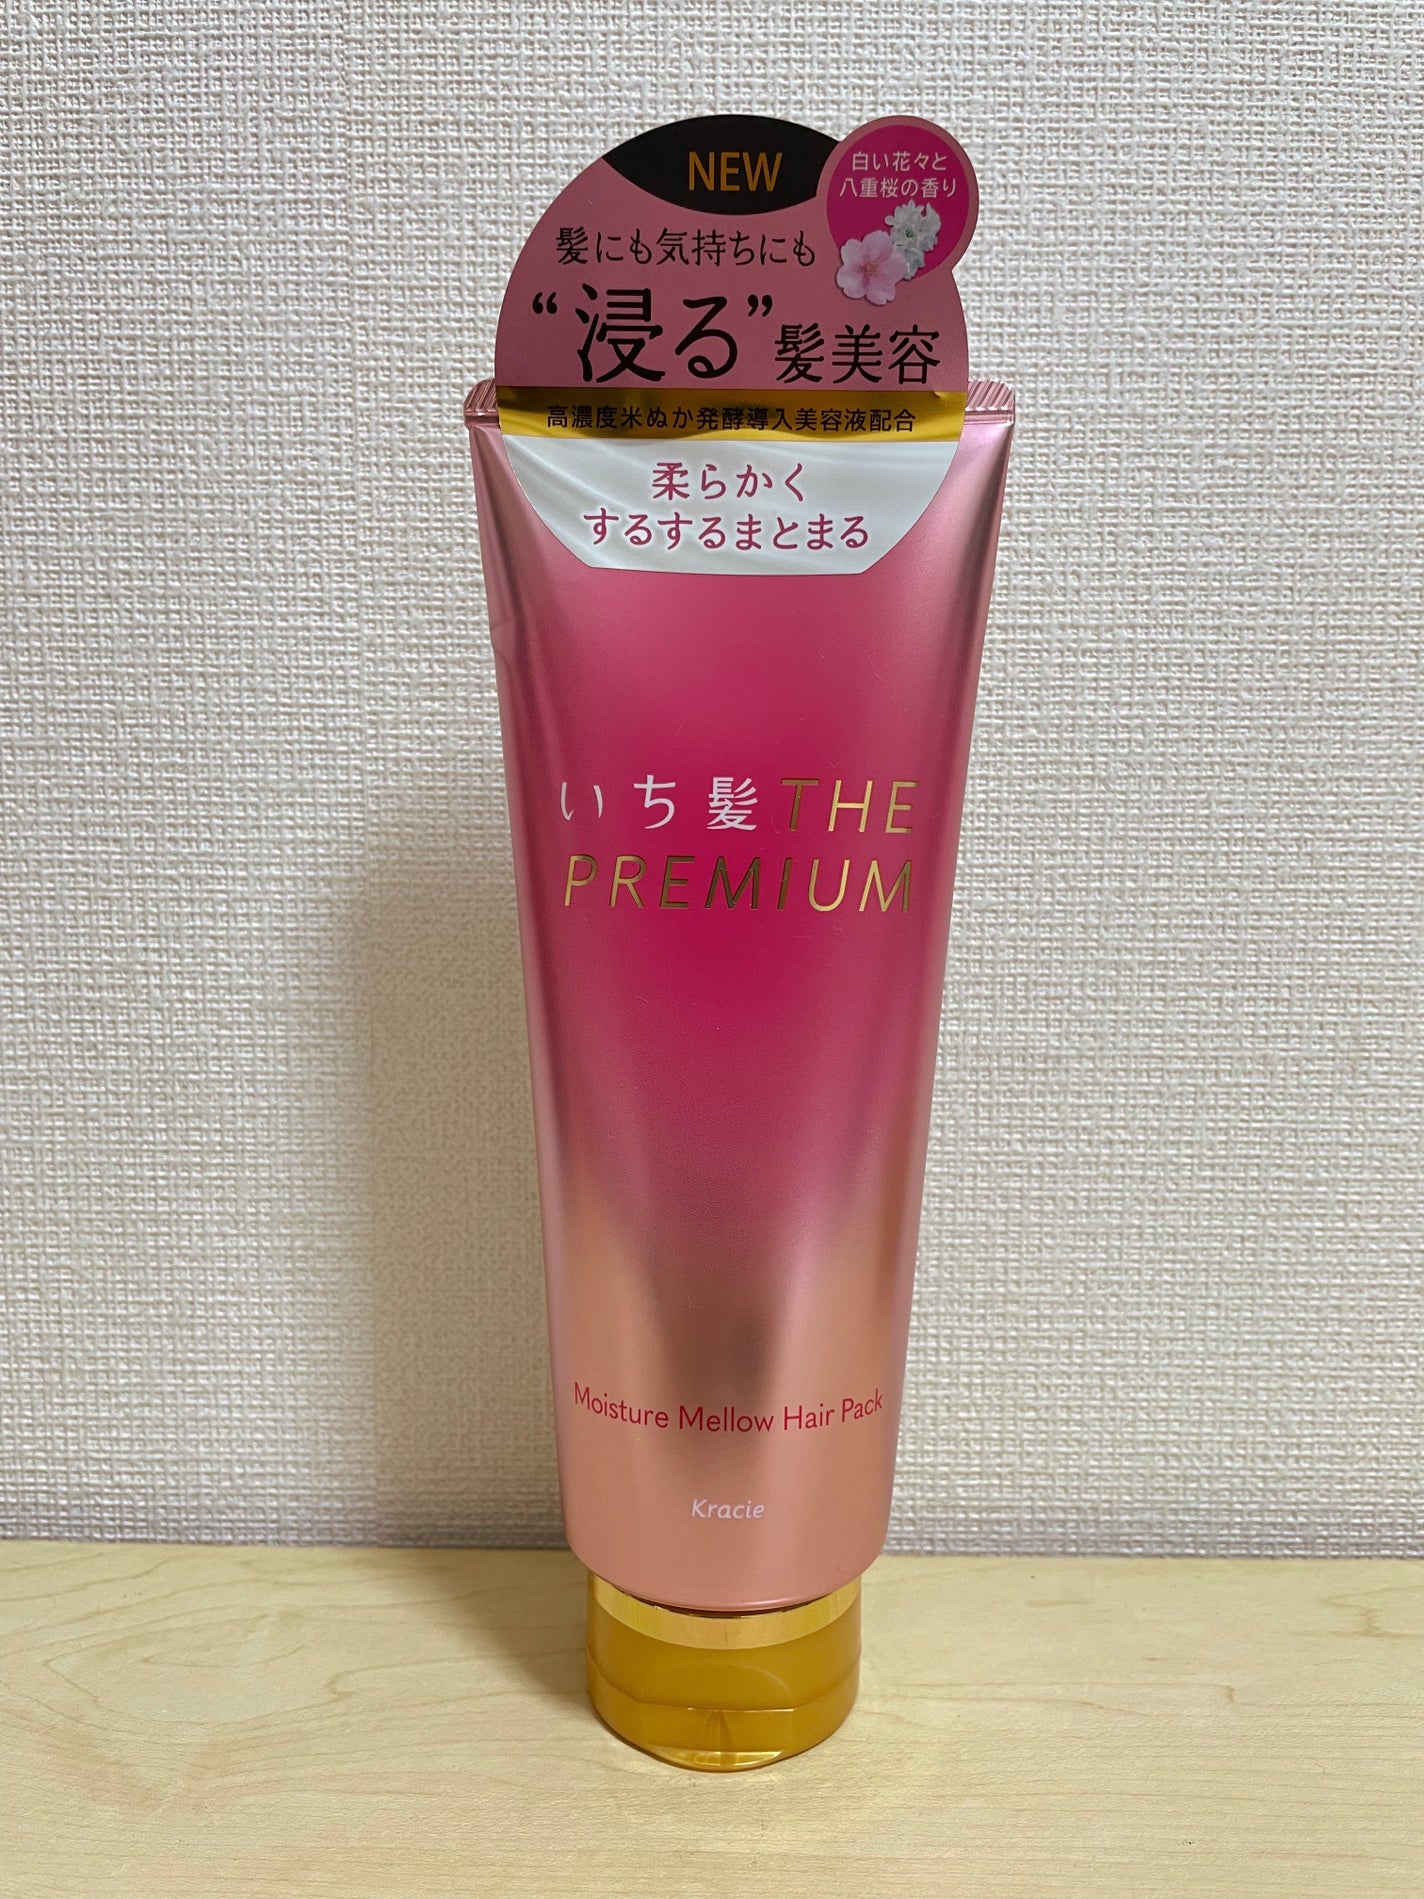 NEW
白い花々と
八重桜の香り
髪にも気持ちにも
“浸る”髪美容
高濃度米ぬか発酵導入美容液配合
柔らかく
するするまとまる
いち髪 THE
PREMIUM
Moisture Mellow Hair Pack
Kracie